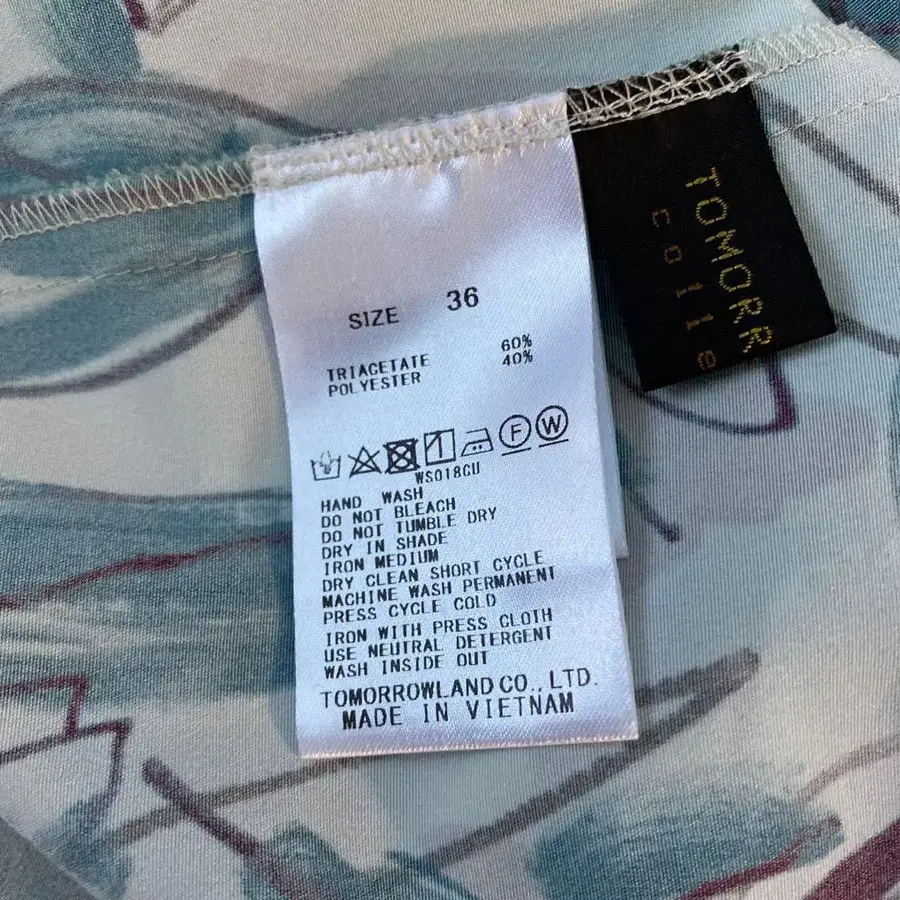 SIZE 36
TRIACETATE 60%
POLYESTER 40%
F W
WS018CU
HAND WASH
DO NOT BLEACH
DO NOT TUMBLE DRY
DRY IN SHADE
IRON MEDIUM
DRY CLEAN SHORT CYCLE
MACHINE WASH PERMANENT
PRESS CYCLE COLD
IRON WITH PRESS CLOTH
USE NEUTRAL DETERGENT
WASH INSIDE OUT
TOMORROWLAND CO., LTD.
MADE IN VIETNAM
TOMORR
colle